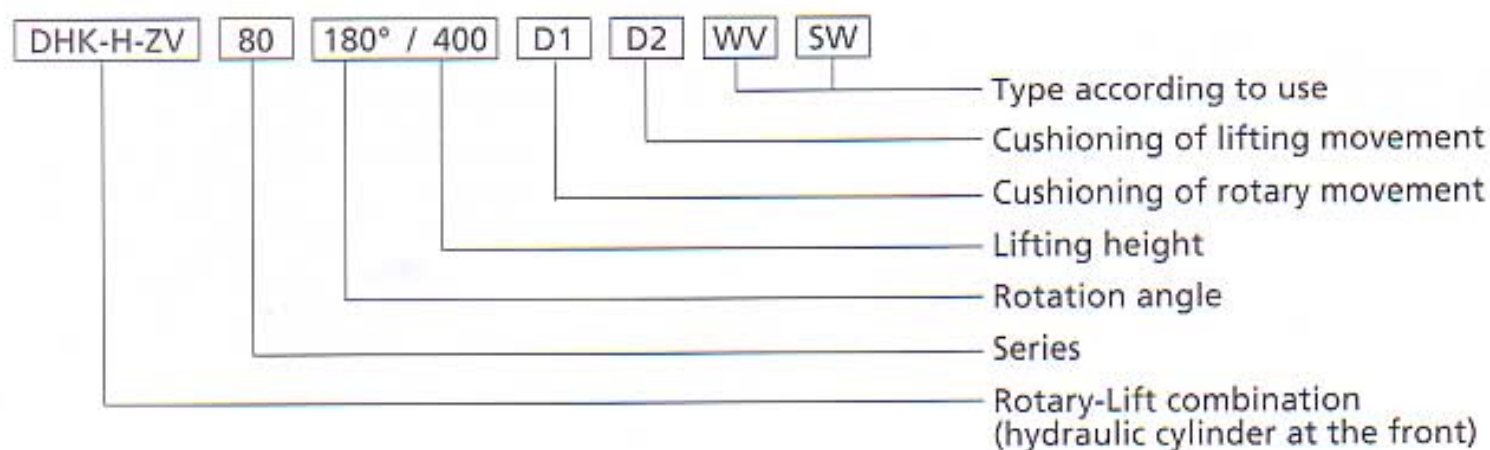 DHK-H-ZV 80 180° / 400 D1 D2 WV SW
Type according to use
Cushioning of lifting movement
Cushioning of rotary movement
Lifting height
Rotation angle
Series
Rotary-Lift combination
(hydraulic cylinder at the front)